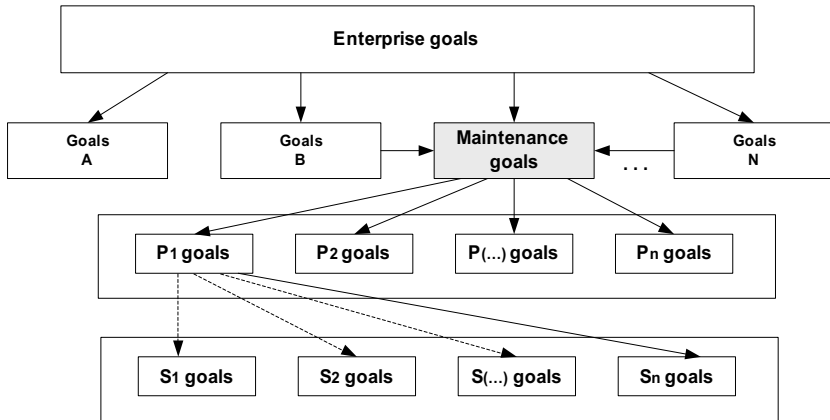 Enterprise goals
Goals
A
Goals
B
Maintenance
goals
Goals
N
. . .
P1 goals
P2 goals
P(...) goals
Pn goals
S1 goals
S2 goals
S(...) goals
Sn goals